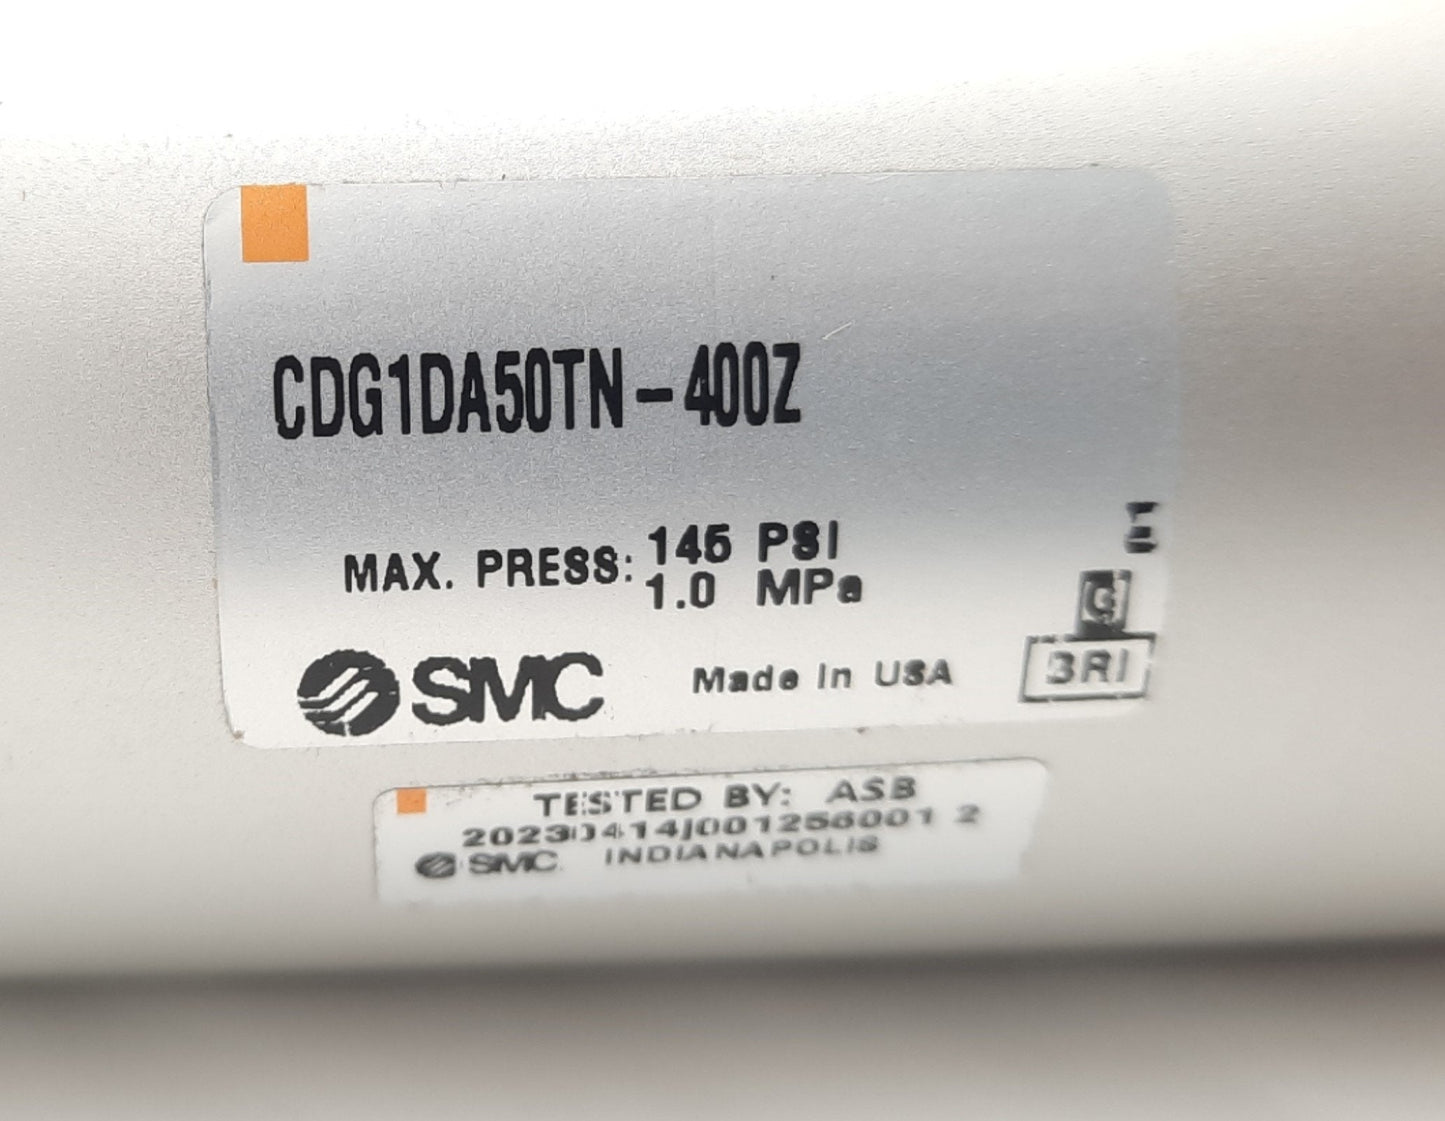 CDG1DA50TN-400Z
MAX. PRESS: 145 PSI
1.0 MPa
G
SMC Made In USA 3RI
TESTED BY: ASB
20230414J001256001 2
SMC. INDIANAPOLIS